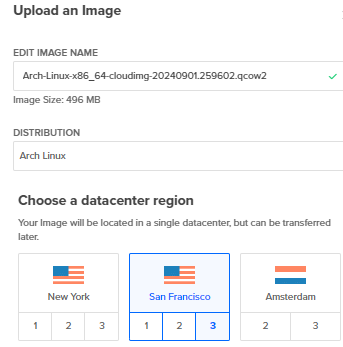 Upload an Image
EDIT IMAGE NAME
Arch-Linux-x86_64-cloudimg-20240901.259602.qcow2
Image Size: 496 MB
DISTRIBUTION
Arch Linux
Choose a datacenter region
Your Image will be located in a single datacenter, but can be transferred
later.
New York
1 2 3
San Francisco
1 2 3
Amsterdam
2 3